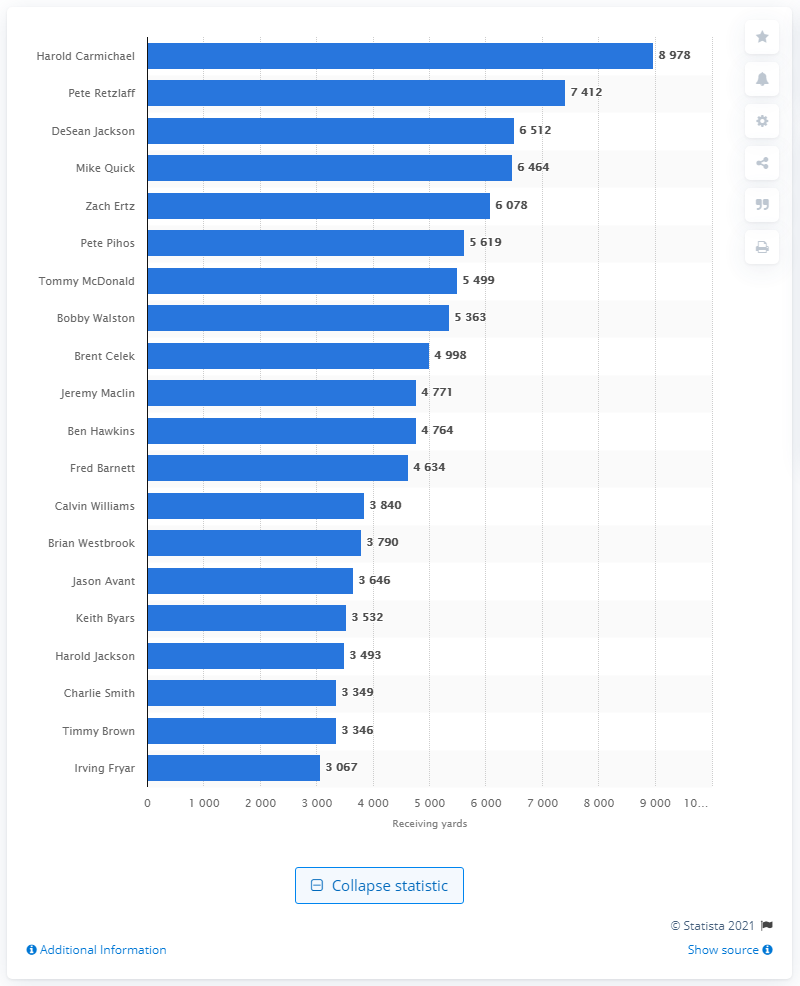 Harold Carmichael 8 978
Pete Retzlaff 7 412
DeSean Jackson 6 512
Mike Quick 6 464
Zach Ertz 6 078
Pete Pihos 5 619
Tommy McDonald 5 499
Bobby Walston 5 363
Brent Celek 4 998
Jeremy Maclin 4 771
Ben Hawkins 4 764
Fred Barnett 4 634
Calvin Williams 3 840
Brian Westbrook 3 790
Jason Avant 3 646
Keith Byars 3 532
Harold Jackson 3 493
Charlie Smith 3 349
Timmy Brown 3 346
Irving Fryar 3 067
0 1 000 2 000 3 000 4 000 5 000 6 000 7 000 8 000 9 000 10…
Receiving yards
Collapse statistic
© Statista 2021
Additional Information Show source